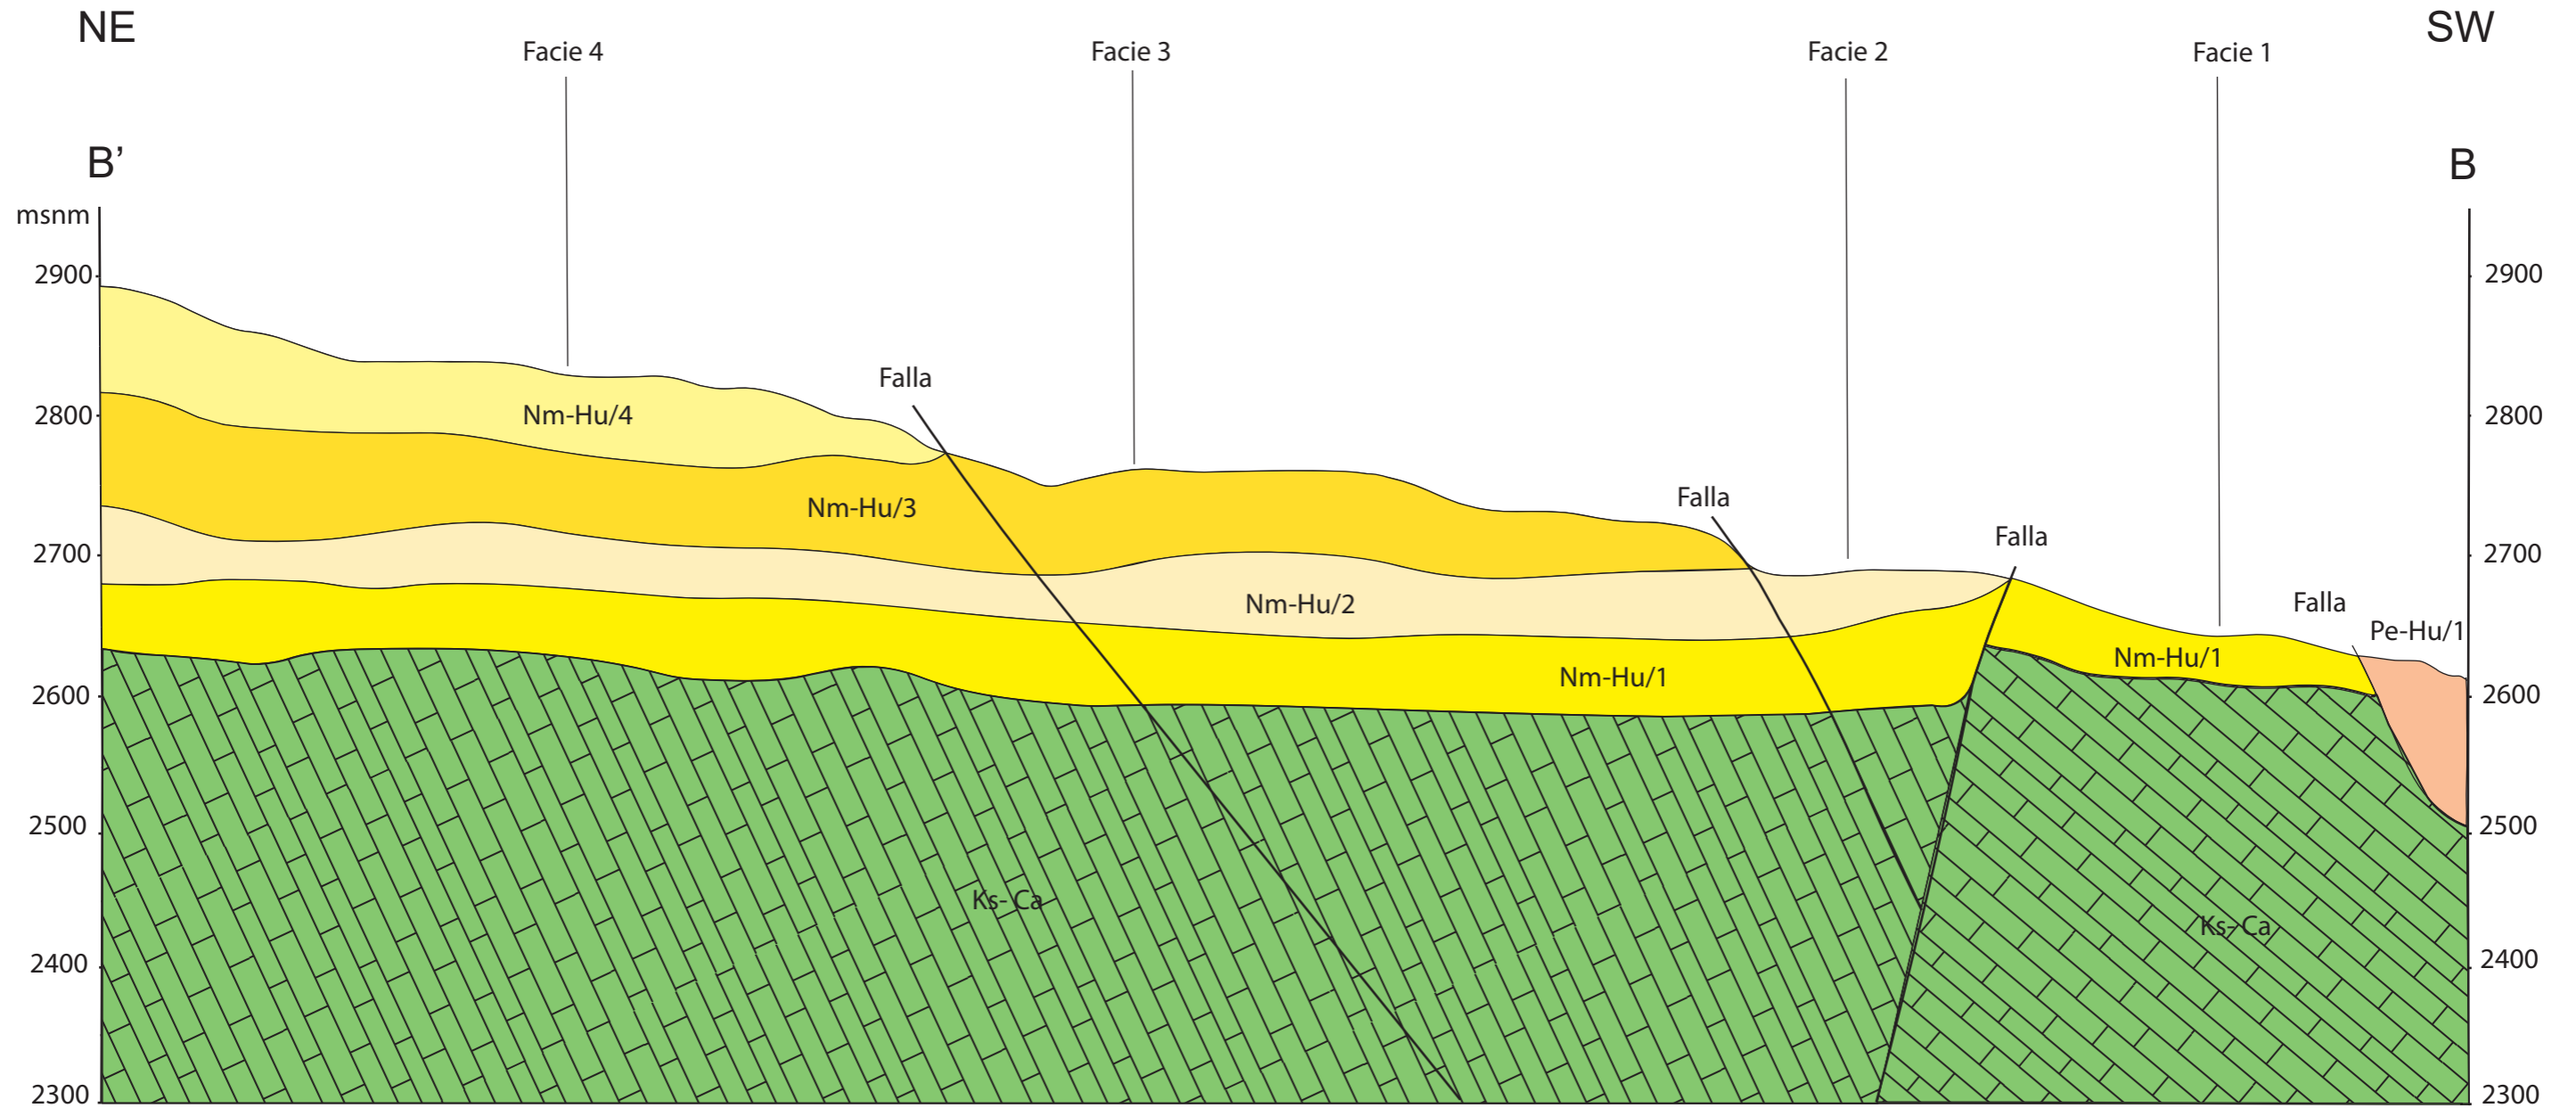 NE
SW
Facie 4
Facie 3
Facie 2
Facie 1
B’
B
msnm
2900
2900
Falla
2800
Nm-Hu/4
2800
Falla
Nm-Hu/3
Falla
2700
2700
Falla
Nm-Hu/2
Pe-Hu/1
Nm-Hu/1
Nm-Hu/1
2600
2600
2500
2500
Ks- Ca
Ks- Ca
2400
2400
2300
2300